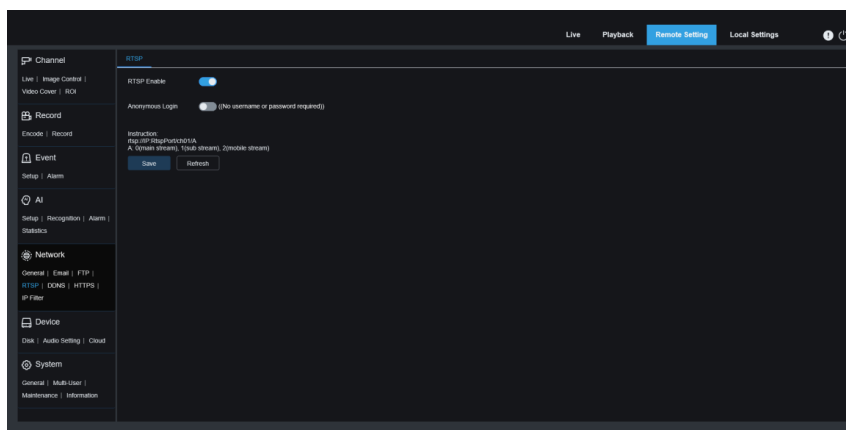 Live Playback Remote Setting Local Settings
Channel
Live | Image Control |
Video Cover | ROI
Record
Encode | Record
Event
Setup | Alarm
AI
Setup | Recognition | Alarm |
Statistics
Network
General | Email | FTP |
RTSP | DDNS | HTTPS |
IP Filter
Device
Disk | Audio Setting | Cloud
System
General | Multi-User |
Maintenance | Information
RTSP
RTSP Enable
Anonymous Login ((No username or password required))
Instruction:
rtsp://IP:RtspPort/ch01/A
A: 0(main stream), 1(sub stream), 2(mobile stream)
Save Refresh